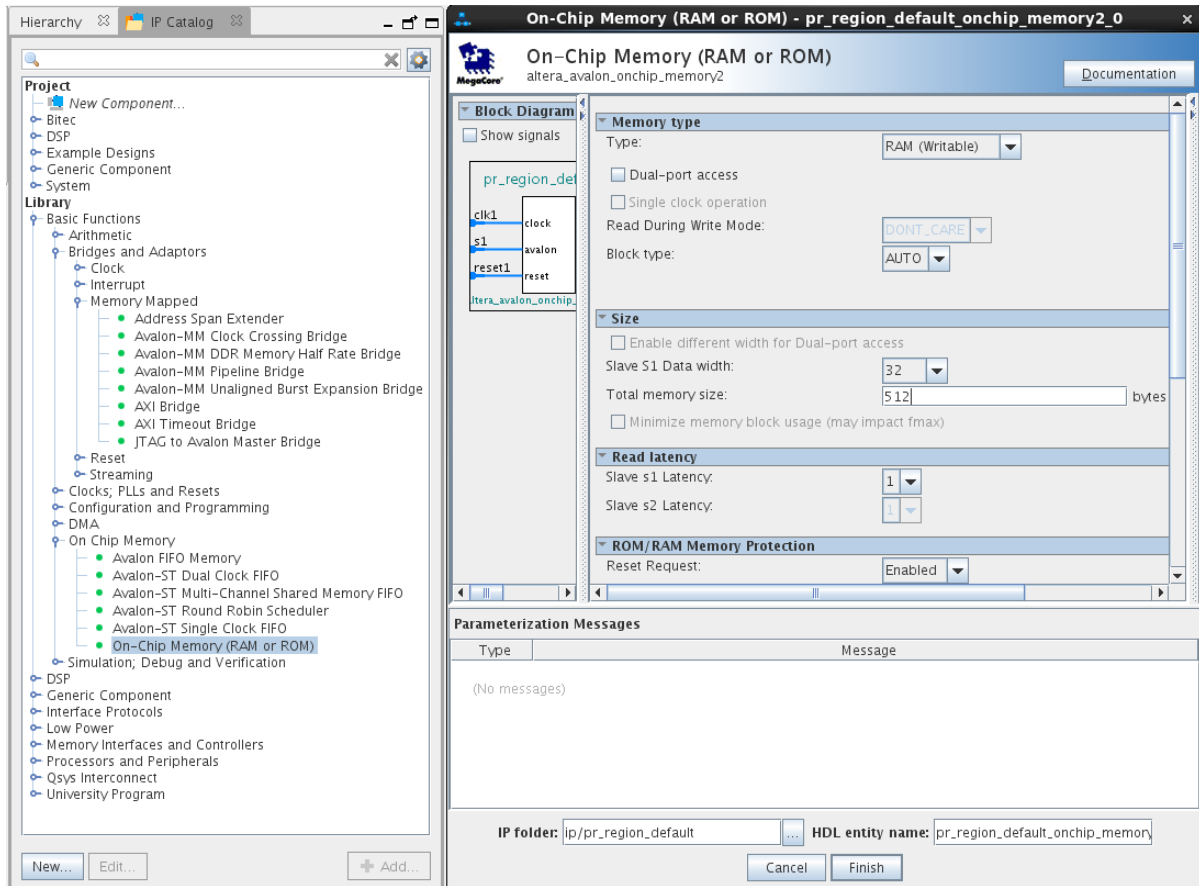 Hierarchy
IP Catalog
Project
New Component...
Bitec
DSP
Example Designs
Generic Component
System
Library
Basic Functions
Arithmetic
Bridges and Adaptors
Clock
Interrupt
Memory Mapped
Address Span Extender
Avalon-MM Clock Crossing Bridge
Avalon-MM DDR Memory Half Rate Bridge
Avalon-MM Pipeline Bridge
Avalon-MM Unaligned Burst Expansion Bridge
AXI Bridge
AXI Timeout Bridge
JTAG to Avalon Master Bridge
Reset
Streaming
Clocks; PLLs and Resets
Configuration and Programming
DMA
On Chip Memory
Avalon FIFO Memory
Avalon-ST Dual Clock FIFO
Avalon-ST Multi-Channel Shared Memory FIFO
Avalon-ST Round Robin Scheduler
Avalon-ST Single Clock FIFO
On-Chip Memory (RAM or ROM)
Simulation; Debug and Verification
DSP
Generic Component
Interface Protocols
Low Power
Memory Interfaces and Controllers
Processors and Peripherals
Qsys Interconnect
University Program
New...
Edit...
Add...
On-Chip Memory (RAM or ROM) - pr_region_default_onchip_memory2_0
MegaCore®
On-Chip Memory (RAM or ROM)
altera_avalon_onchip_memory2
Documentation
Block Diagram
Show signals
pr_region_def
clk1
clock
s1
avalon
reset1
reset
altera_avalon_onchip_
Memory type
Type:
RAM (Writable)
Dual-port access
Single clock operation
Read During Write Mode:
DONT_CARE
Block type:
AUTO
Size
Enable different width for Dual-port access
Slave S1 Data width:
32
Total memory size:
512
bytes
Minimize memory block usage (may impact fmax)
Read latency
Slave s1 Latency:
1
Slave s2 Latency:
1
ROM/RAM Memory Protection
Reset Request:
Enabled
Parameterization Messages
Type
Message
(No messages)
IP folder:
ip/pr_region_default
...
HDL entity name:
pr_region_default_onchip_memory
Cancel
Finish